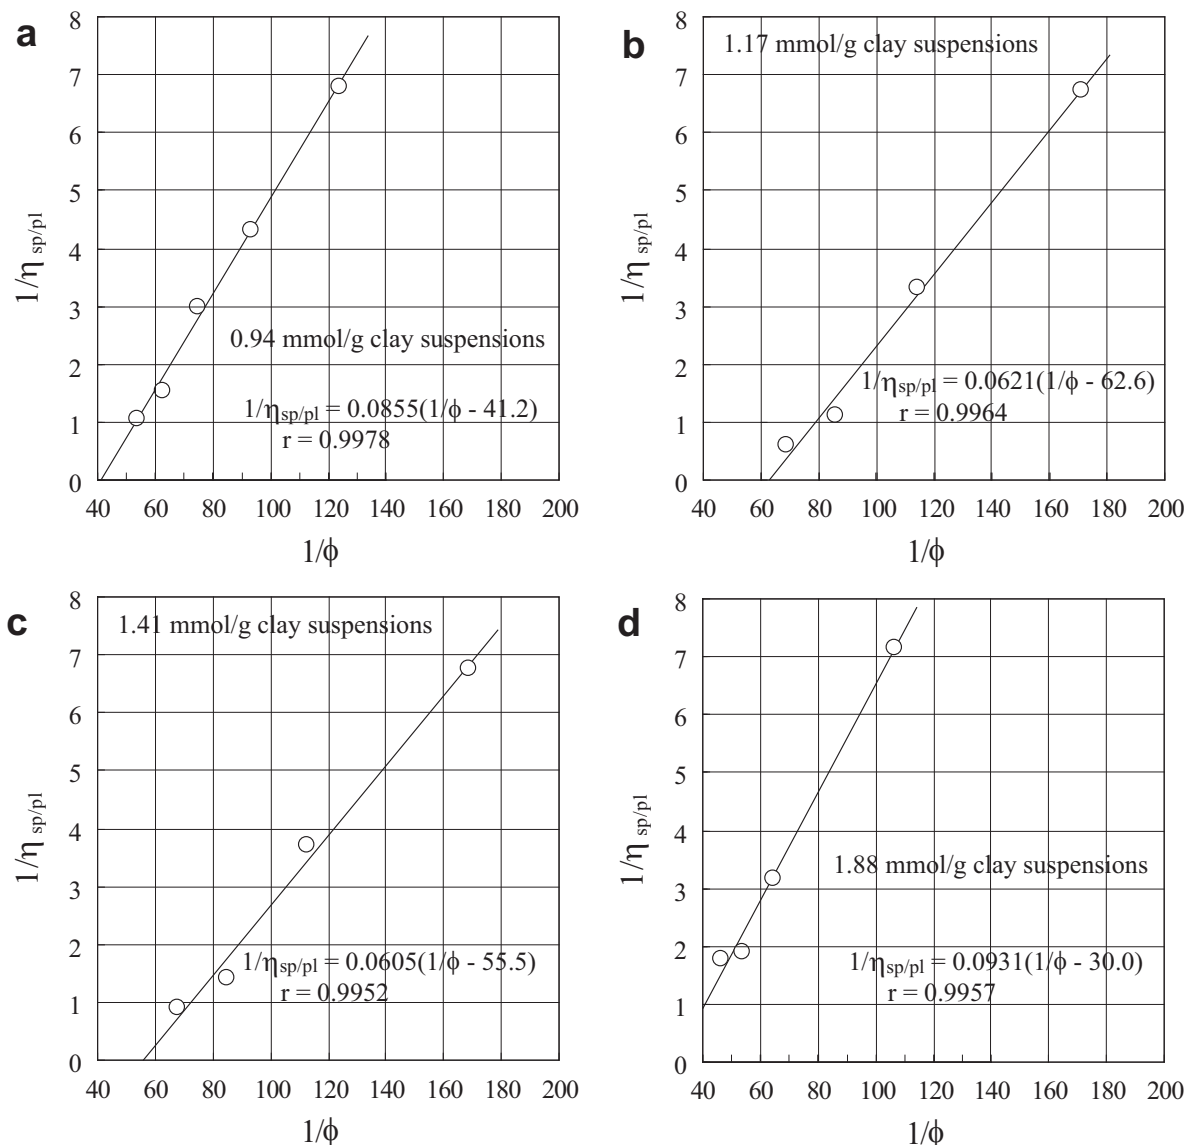 a
8
7
6
5
4
3
2
1
0
1/η sp/pl
0.94 mmol/g clay suspensions
1/ηsp/pl = 0.0855(1/ϕ - 41.2)
r = 0.9978
40 60 80 100 120 140 160 180 200
1/ϕ
b
8
7
6
5
4
3
2
1
0
1/η sp/pl
1.17 mmol/g clay suspensions
1/ηsp/pl = 0.0621(1/ϕ - 62.6)
r = 0.9964
40 60 80 100 120 140 160 180 200
1/ϕ
c
8
7
6
5
4
3
2
1
0
1/η sp/pl
1.41 mmol/g clay suspensions
1/ηsp/pl = 0.0605(1/ϕ - 55.5)
r = 0.9952
40 60 80 100 120 140 160 180 200
1/ϕ
d
8
7
6
5
4
3
2
1
0
1/η sp/pl
1.88 mmol/g clay suspensions
1/ηsp/pl = 0.0931(1/ϕ - 30.0)
r = 0.9957
40 60 80 100 120 140 160 180 200
1/ϕ